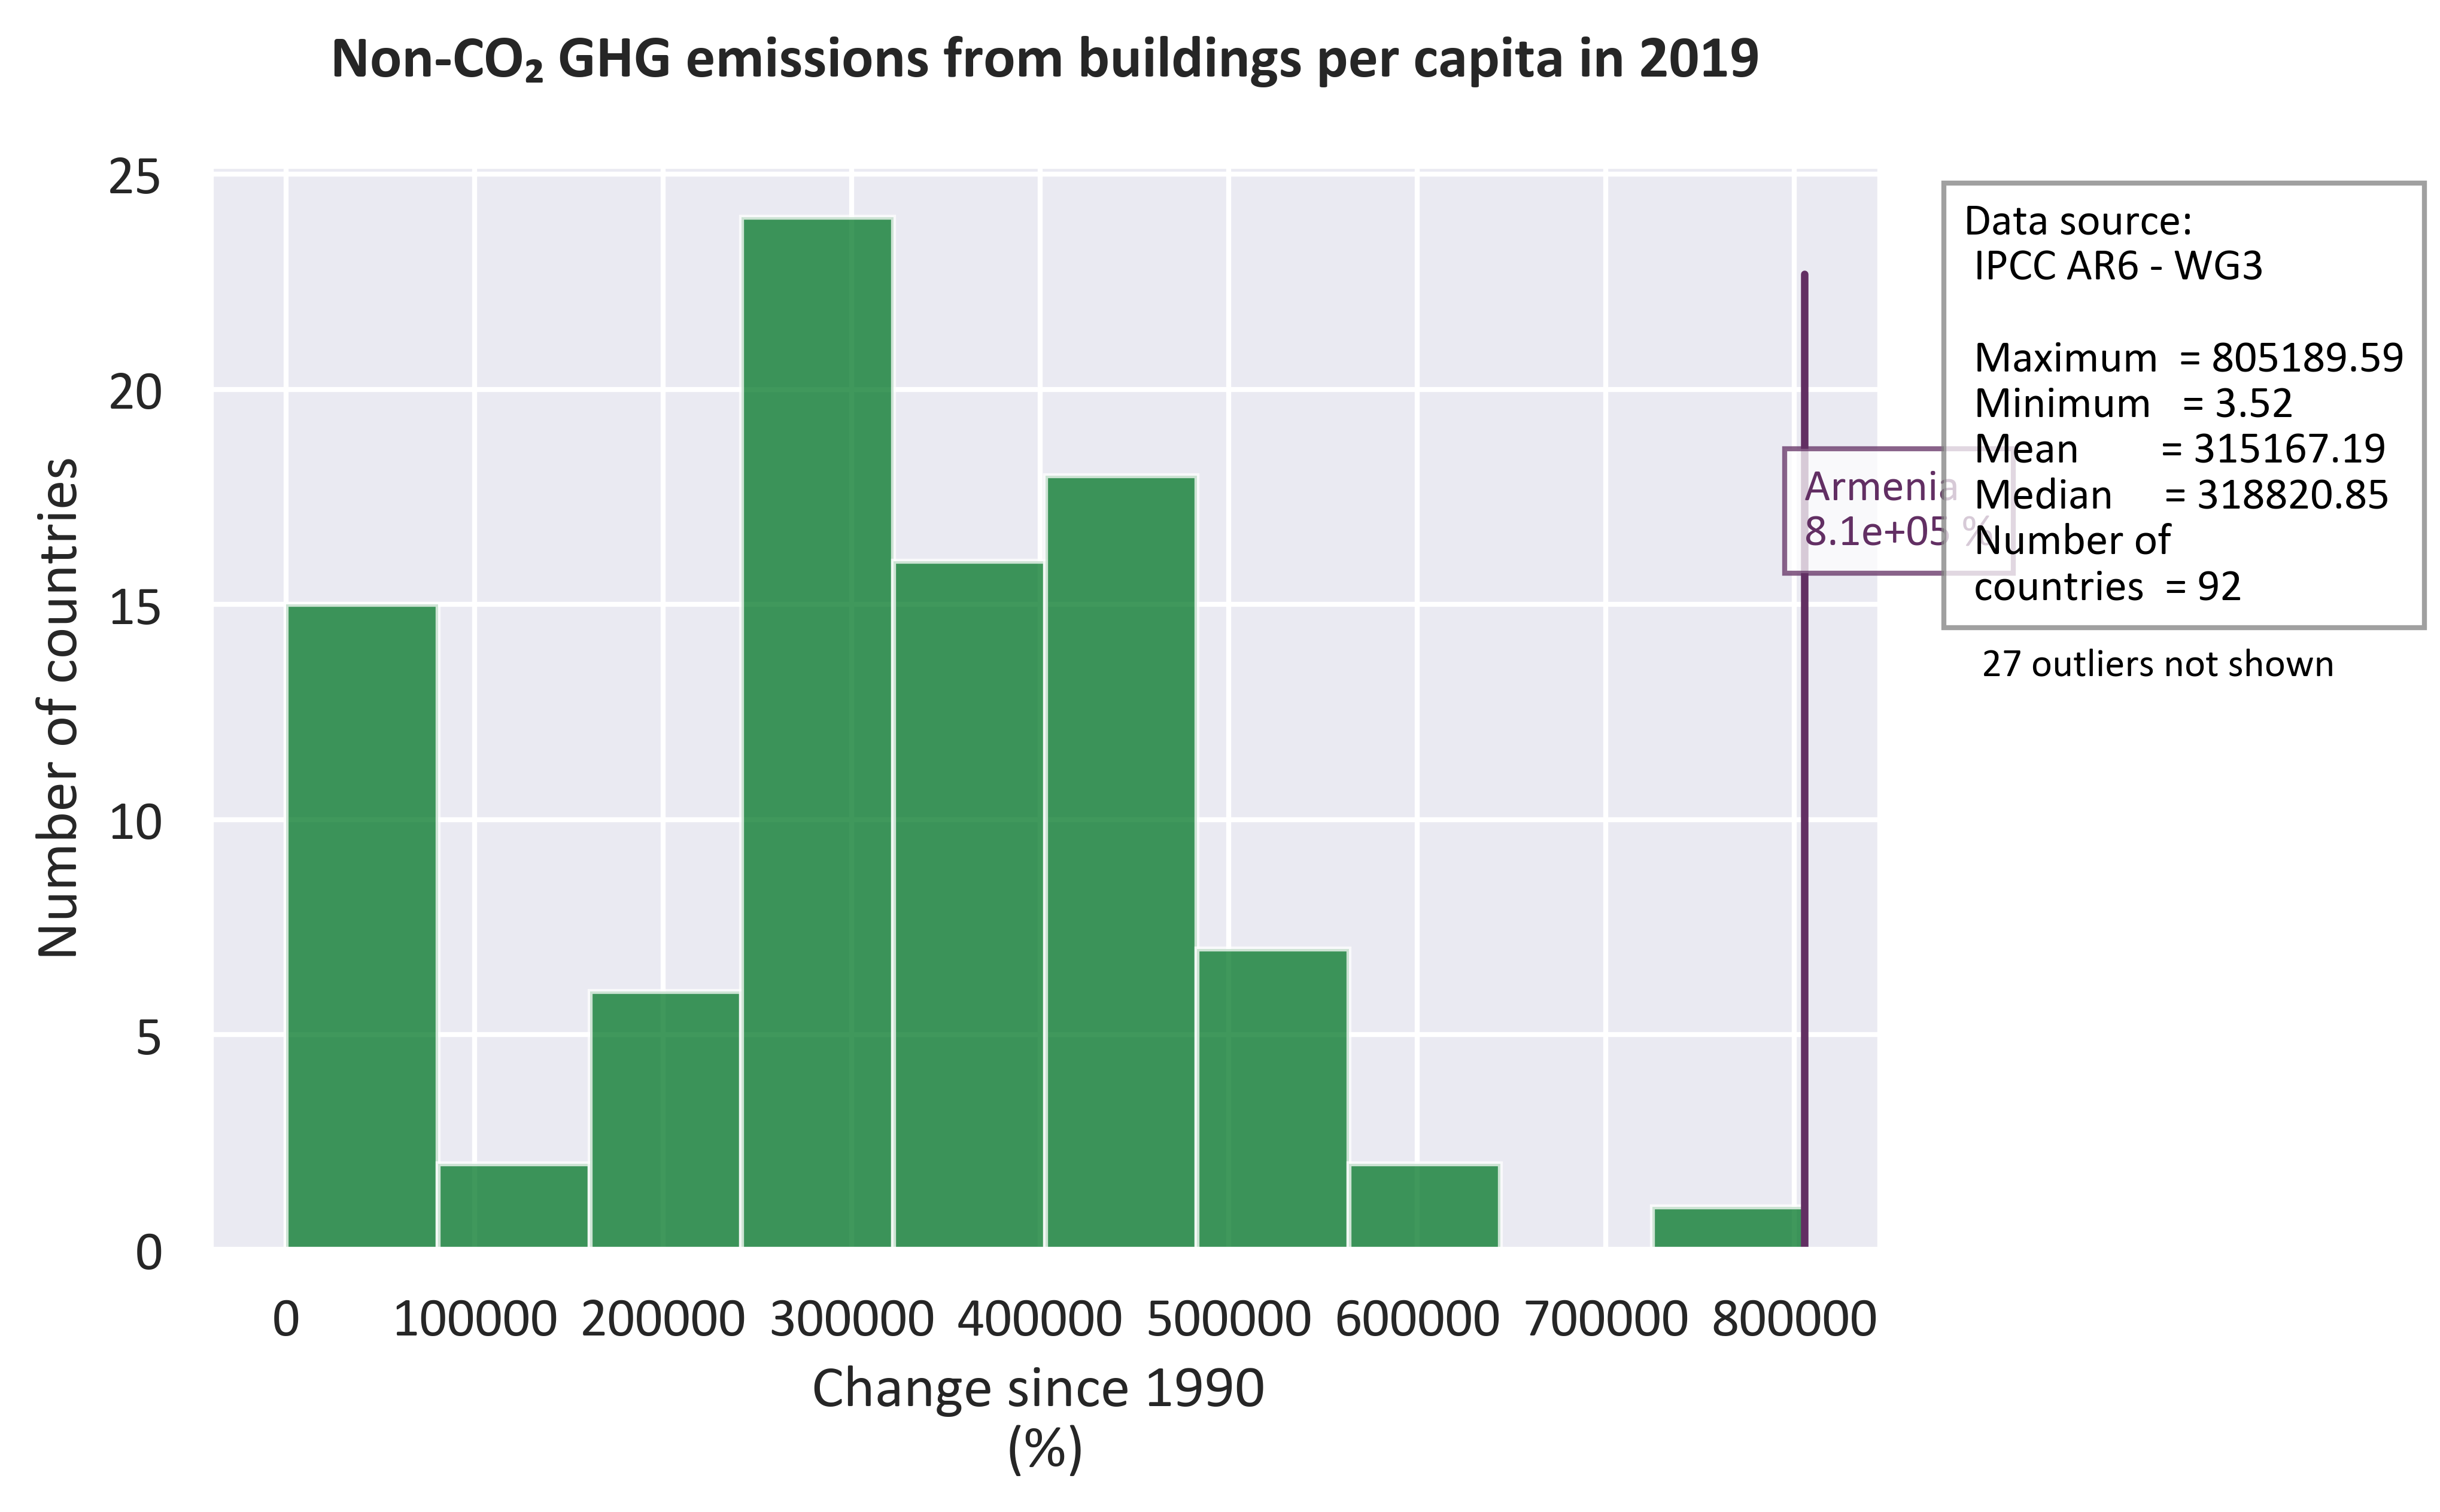 Non-CO₂ GHG emissions from buildings per capita in 2019
25
20
15
10
5
0
Number of countries
0 100000 200000 300000 400000 500000 600000 700000 800000
Change since 1990
(%)
Armenia
8.1e+05 %
Data source:
IPCC AR6 - WG3
Maximum = 805189.59
Minimum = 3.52
Mean = 315167.19
Median = 318820.85
Number of
countries = 92
27 outliers not shown